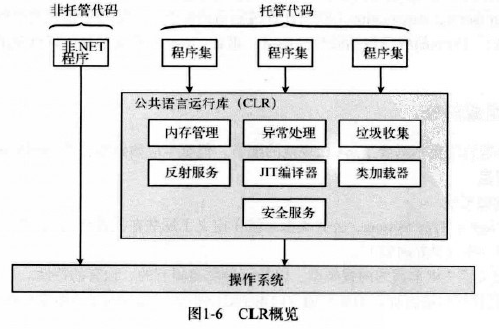 非托管代码
托管代码
非.NET
程序
程序集
程序集
程序集
公共语言运行库（CLR）
内存管理
异常处理
垃圾收集
反射服务
JIT编译器
类加载器
安全服务
操作系统
图1-6 CLR概览